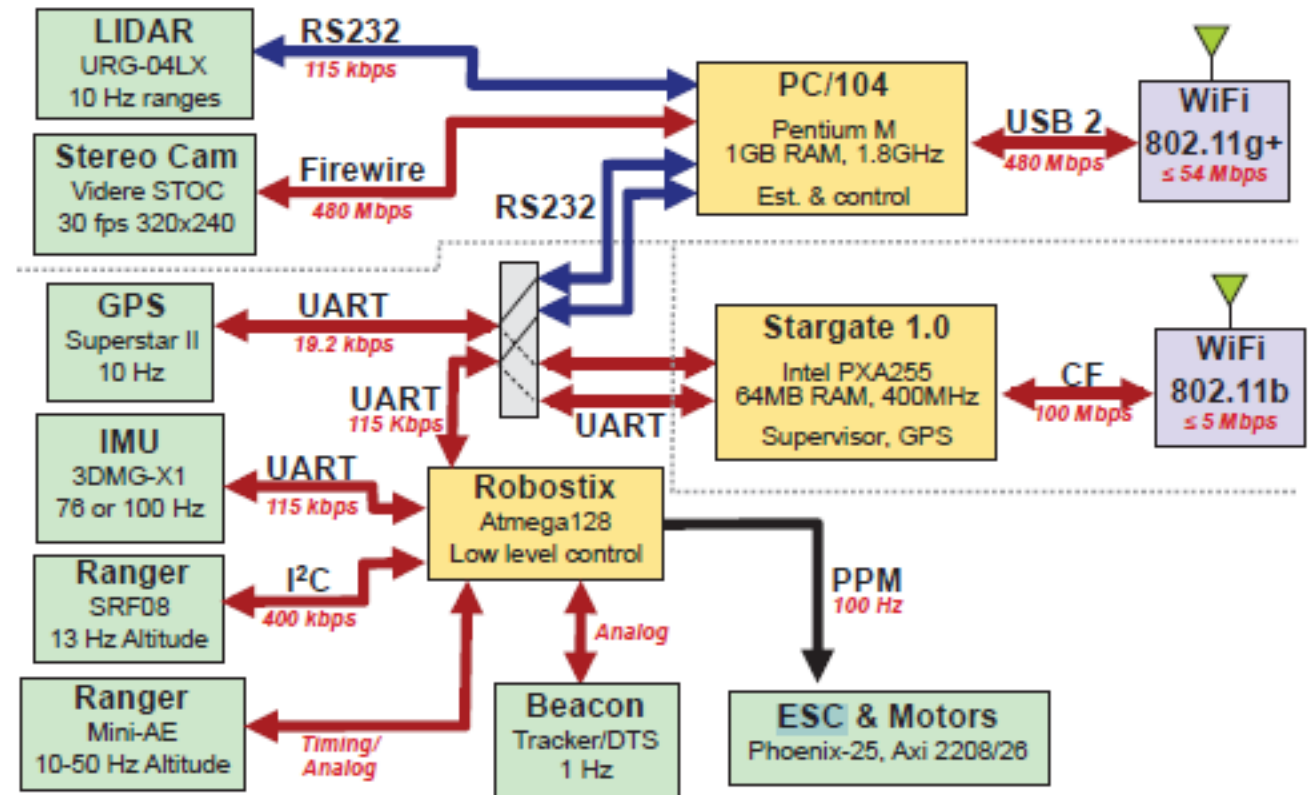 LIDAR
URG-04LX
10 Hz ranges
RS232
115 kbps
PC/104
Pentium M
1GB RAM, 1.8GHz
Est. & control
USB 2
480 Mbps
WiFi
802.11g+
≤ 54 Mbps
Stereo Cam
Videre STOC
30 fps 320x240
Firewire
480 Mbps
RS232
GPS
Superstar II
10 Hz
UART
19.2 kbps
Stargate 1.0
Intel PXA255
64MB RAM, 400MHz
Supervisor, GPS
CF
100 Mbps
WiFi
802.11b
≤ 5 Mbps
UART
115 Kbps
UART
IMU
3DMG-X1
76 or 100 Hz
UART
115 kbps
Robostix
Atmega128
Low level control
Ranger
SRF08
13 Hz Altitude
I²C
400 kbps
PPM
100 Hz
Analog
Ranger
Mini-AE
10-50 Hz Altitude
Timing/
Analog
Beacon
Tracker/DTS
1 Hz
ESC & Motors
Phoenix-25, Axi 2208/26